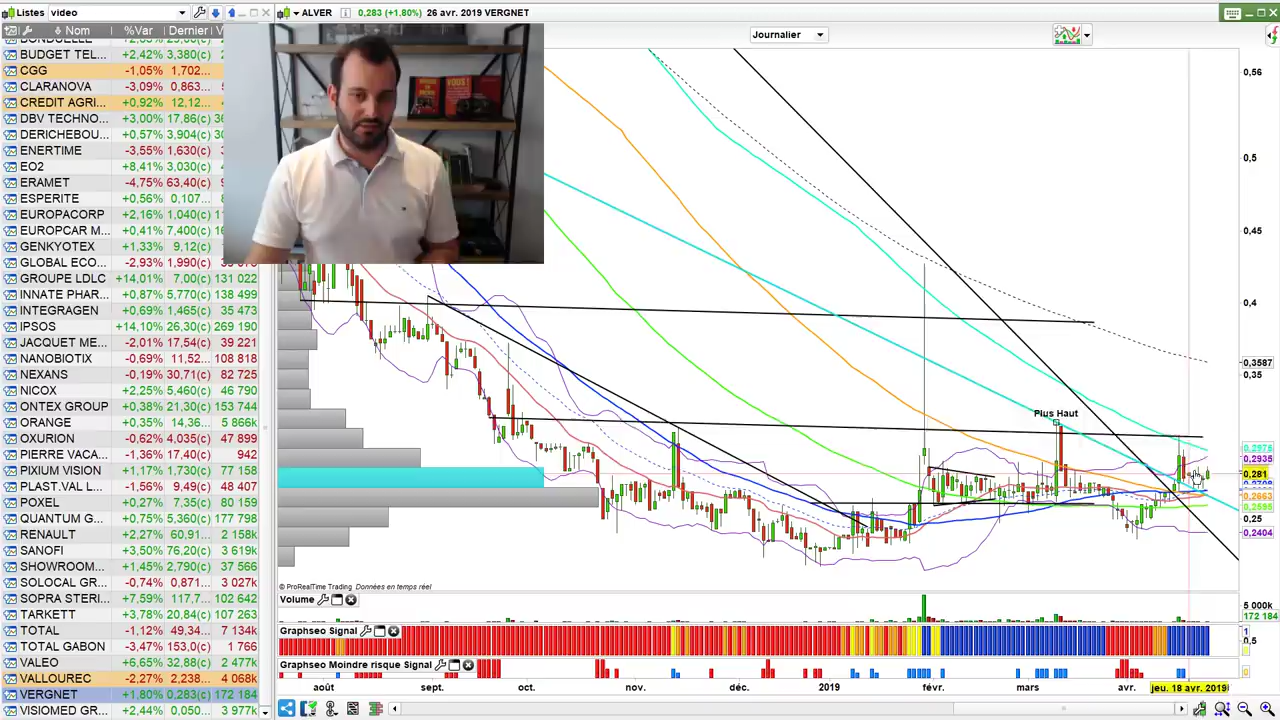 Listes video
ALVER 0,283 (+1,80%) 26 avr. 2019 VERGNET
Nom %Var Dernier
Journalier
BUDGET TEL... +2,42% 3,380(c)
CGG -1,05% 1,702...
CLARANOVA -3,09% 0,863...
CREDIT AGRI... +0,92% 12,12...
DBV TECHNO... +3,00% 17,78(c)
DERICHEBOU... +0,57% 3,904(c)
ENERTIME -3,55% 1,630(c)
EO2 +8,41% 3,030(c)
ERAMET -4,75% 63,40(c)
ESPERITE +0,56% 0,107...
EUROPACORP +2,16% 1,040(c)
EUROPCAR M... +0,41% 7,400(c)
GENKYOTEX +1,33% 9,12(c)
GLOBAL ECO... -2,93% 1,990(c)
GROUPE LDLC +14,01% 7,00(c) 131 022
INNATE PHAR... +0,87% 5,770(c) 138 499
INTEGRAGEN +0,69% 1,465(c) 35 473
IPSOS +14,10% 26,30(c) 269 190
JACQUET ME... -2,01% 17,54(c) 39 221
NANOBIOTIX -0,69% 11,52... 108 818
NEXANS -0,19% 30,71(c) 82 725
NICOX +2,25% 5,460(c) 46 790
ONTEX GROUP +0,38% 21,30(c) 153 744
ORANGE +0,35% 14,36... 5 866k
OXURION -0,62% 4,035(c) 47 899
PIERRE VACA... -1,36% 17,40(c) 942
PIXIUM VISION +1,17% 1,730(c) 77 158
PLAST.VAL L... -1,56% 9,49(c) 48 407
POXEL +0,27% 7,35(c) 80 159
QUANTUM G... +0,75% 5,360(c) 177 798
RENAULT +2,27% 60,91... 2 158k
SANOFI +3,50% 76,20(c) 3 619k
SHOWROOM... +1,45% 2,790(c) 37 566
SOLOCAL GR... -0,74% 0,871... 3 027k
SOPRA STERI... +7,59% 117,7... 102 642
TARKETT +3,78% 20,84(c) 107 263
TOTAL -1,12% 49,34... 7 134k
TOTAL GABON -3,47% 153,0(c) 1 766
VALEO +6,65% 32,88(c) 2 477k
VALLOUREC -2,27% 2,238... 4 068k
VERGNET +1,80% 0,283(c) 172 184
VISIOMED GR... +2,44% 0,050... 3 977k
0,56
0,5
0,45
0,4
0,3587
0,35
Plus Haut
0,2976
0,2935
0,281
0,2663
0,2595
0,25
0,2404
© ProRealTime Trading Données en temps réel
Volume
5 000k
172 184
Graphseo Signal
1
0,5
Graphseo Moindre risque Signal
août sept. oct. nov. déc. 2019 févr. mars avr. jeu. 18 avr. 2019